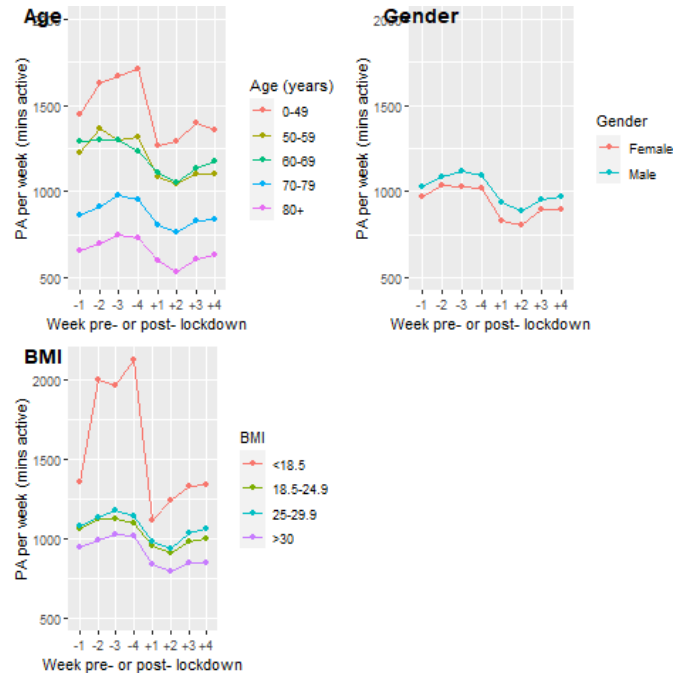 Age
2000
1500
1000
500
PA per week (mins active)
-1 -2 -3 -4 +1 +2 +3 +4
Week pre- or post- lockdown
Age (years)
0-49
50-59
60-69
70-79
80+
Gender
2000
1500
1000
500
PA per week (mins active)
-1 -2 -3 -4 +1 +2 +3 +4
Week pre- or post- lockdown
Gender
Female
Male
BMI
2000
1500
1000
500
PA per week (mins active)
-1 -2 -3 -4 +1 +2 +3 +4
Week pre- or post- lockdown
BMI
<18.5
18.5-24.9
25-29.9
>30